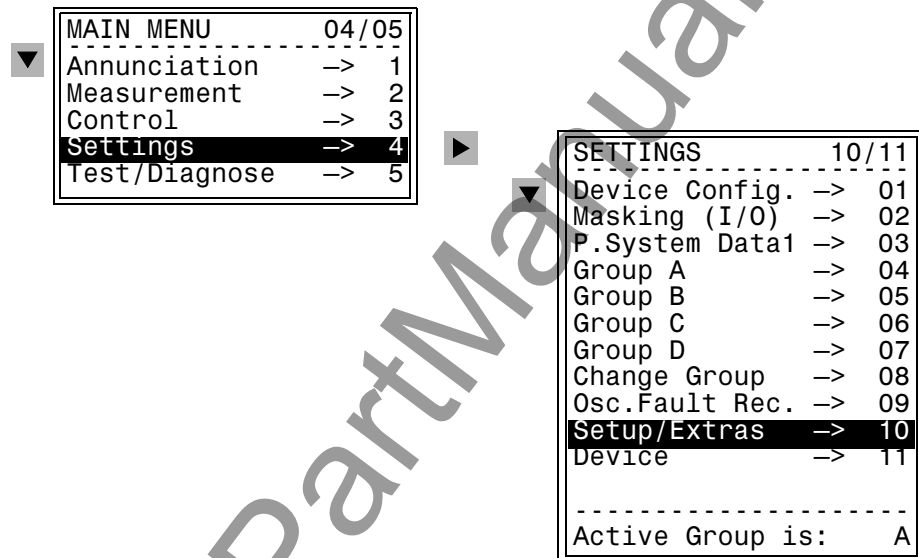 MAIN MENU 04/05
--------------------
Annunciation —> 1
Measurement —> 2
Control —> 3
Settings —> 4
Test/Diagnose —> 5
SETTINGS 10/11
--------------------
Device Config. —> 01
Masking (I/O) —> 02
P.System Data1 —> 03
Group A —> 04
Group B —> 05
Group C —> 06
Group D —> 07
Change Group —> 08
Osc.Fault Rec. —> 09
Setup/Extras —> 10
Device —> 11
--------------------
Active Group is: A
PartManual